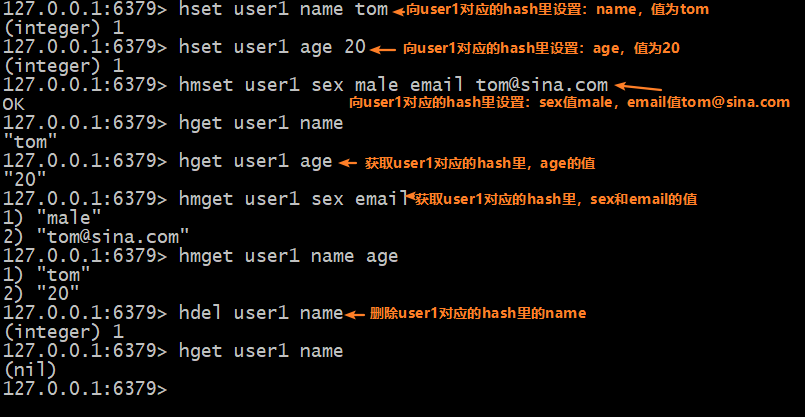 127.0.0.1:6379> hset user1 name tom 向user1对应的hash里设置：name，值为tom
(integer) 1
127.0.0.1:6379> hset user1 age 20 向user1对应的hash里设置：age，值为20
(integer) 1
127.0.0.1:6379> hmset user1 sex male email tom@sina.com
OK 向user1对应的hash里设置：sex值male，email值tom@sina.com
127.0.0.1:6379> hget user1 name
"tom"
127.0.0.1:6379> hget user1 age 获取user1对应的hash里，age的值
"20"
127.0.0.1:6379> hmget user1 sex email 获取user1对应的hash里，sex和email的值
1) "male"
2) "tom@sina.com"
127.0.0.1:6379> hmget user1 name age
1) "tom"
2) "20"
127.0.0.1:6379> hdel user1 name 删除user1对应的hash里的name
(integer) 1
127.0.0.1:6379> hget user1 name
(nil)
127.0.0.1:6379>